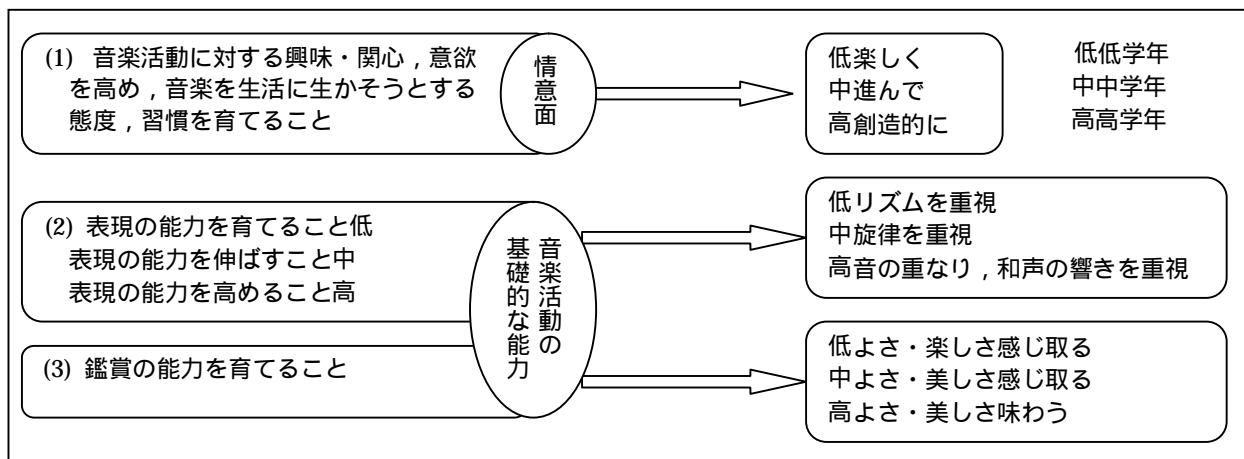 (1) 音楽活動に対する興味・関心，意欲
を高め，音楽を生活に生かそうとする
態度，習慣を育てること
情意面
低楽しく
中進んで
高創造的に
低低学年
中中学年
高高学年
(2) 表現の能力を育てること低
表現の能力を伸ばすこと中
表現の能力を高めること高
(3) 鑑賞の能力を育てること
音楽活動の
基礎的な能力
低リズムを重視
中旋律を重視
高音の重なり，和声の響きを重視
低よさ・楽しさ感じ取る
中よさ・美しさ感じ取る
高よさ・美しさ味わう